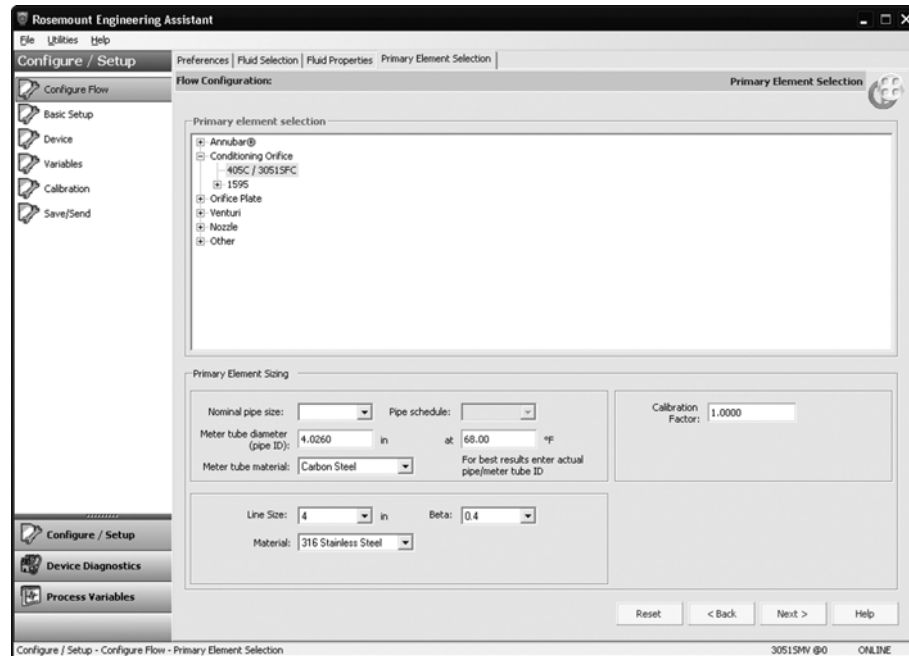 Rosemount Engineering Assistant
File Utilities Help
Configure / Setup
Configure Flow
Basic Setup
Device
Variables
Calibration
Save/Send
Configure / Setup
Device Diagnostics
Process Variables
Preferences Fluid Selection Fluid Properties Primary Element Selection
Flow Configuration: Primary Element Selection
Primary element selection
Annubar®
Conditioning Orifice
405C / 3051SFC
1595
Orifice Plate
Venturi
Nozzle
Other
Primary Element Sizing
Nominal pipe size: Pipe schedule:
Meter tube diameter (pipe ID): 4.0260 in at 68.00 ºF
Meter tube material: Carbon Steel
For best results enter actual
pipe/meter tube ID
Calibration
Factor: 1.0000
Line Size: 4 in Beta: 0.4
Material: 316 Stainless Steel
Reset < Back Next > Help
Configure / Setup - Configure Flow - Primary Element Selection 3051SMV @0 ONLINE